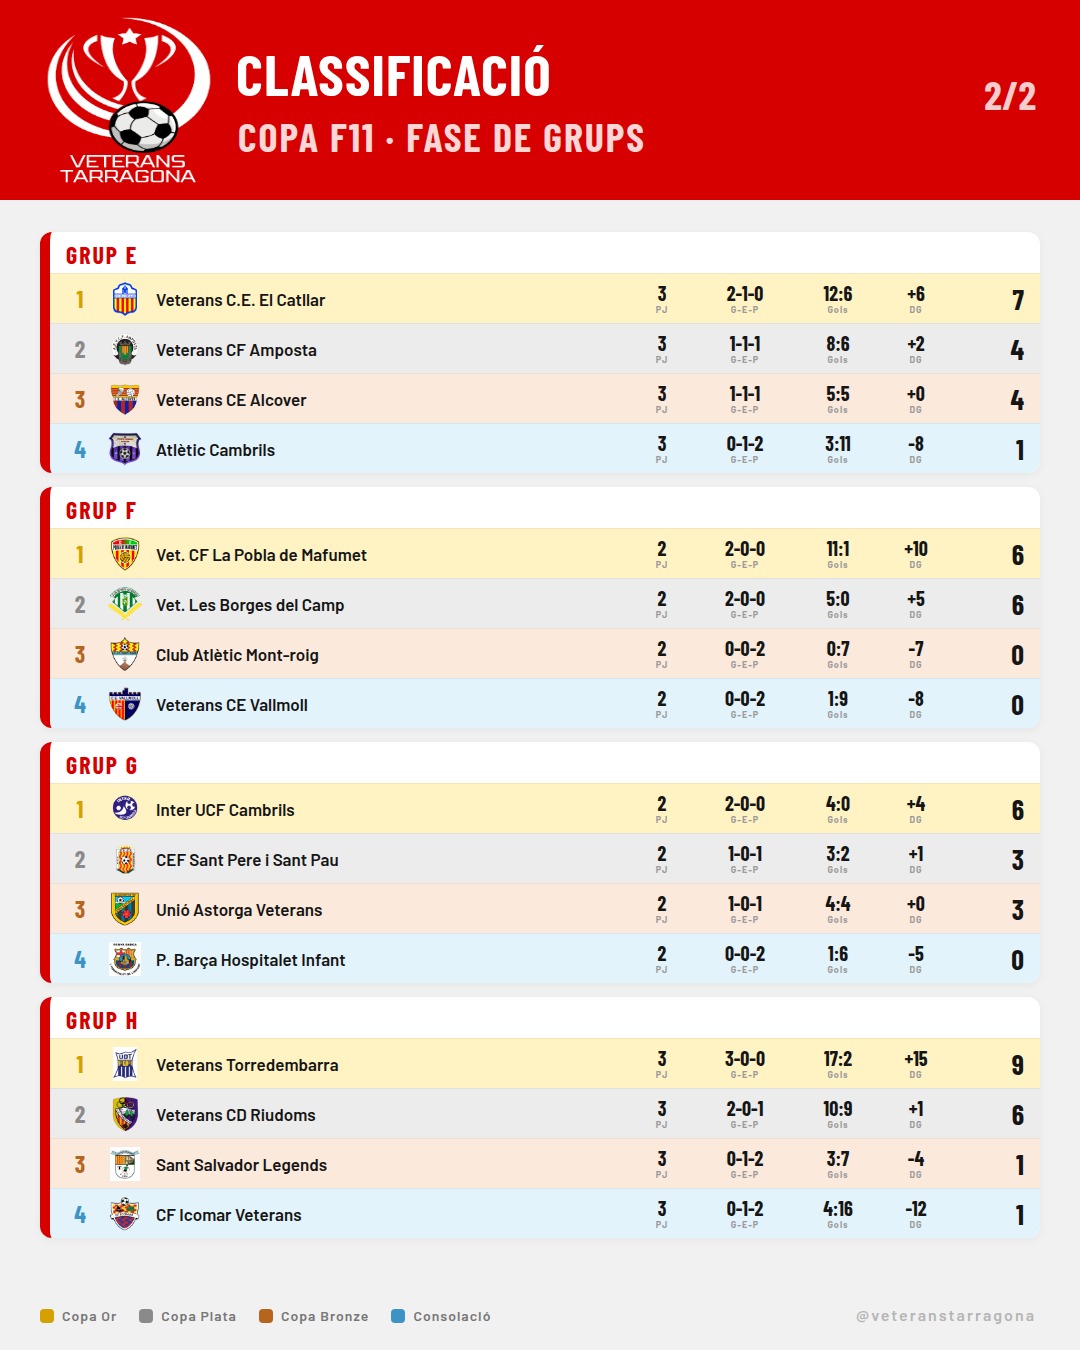 VETERANS
TARRAGONA
CLASSIFICACIÓ
COPA F11 · FASE DE GRUPS
2/2
GRUP E
1 Veterans C.E. El Catllar 3 PJ 2-1-0 G-E-P 12:6 Gols +6 DG 7
2 Veterans CF Amposta 3 PJ 1-1-1 G-E-P 8:6 Gols +2 DG 4
3 Veterans CE Alcover 3 PJ 1-1-1 G-E-P 5:5 Gols +0 DG 4
4 Atlètic Cambrils 3 PJ 0-1-2 G-E-P 3:11 Gols -8 DG 1
GRUP F
1 Vet. CF La Pobla de Mafumet 2 PJ 2-0-0 G-E-P 11:1 Gols +10 DG 6
2 Vet. Les Borges del Camp 2 PJ 2-0-0 G-E-P 5:0 Gols +5 DG 6
3 Club Atlètic Mont-roig 2 PJ 0-0-2 G-E-P 0:7 Gols -7 DG 0
4 Veterans CE Vallmoll 2 PJ 0-0-2 G-E-P 1:9 Gols -8 DG 0
GRUP G
1 Inter UCF Cambrils 2 PJ 2-0-0 G-E-P 4:0 Gols +4 DG 6
2 CEF Sant Pere i Sant Pau 2 PJ 1-0-1 G-E-P 3:2 Gols +1 DG 3
3 Unió Astorga Veterans 2 PJ 1-0-1 G-E-P 4:4 Gols +0 DG 3
4 P. Barça Hospitalet Infant 2 PJ 0-0-2 G-E-P 1:6 Gols -5 DG 0
GRUP H
1 Veterans Torredembarra 3 PJ 3-0-0 G-E-P 17:2 Gols +15 DG 9
2 Veterans CD Riudoms 3 PJ 2-0-1 G-E-P 10:9 Gols +1 DG 6
3 Sant Salvador Legends 3 PJ 0-1-2 G-E-P 3:7 Gols -4 DG 1
4 CF Icomar Veterans 3 PJ 0-1-2 G-E-P 4:16 Gols -12 DG 1
Copa Or Copa Plata Copa Bronze Consolació
@veteranstarragona